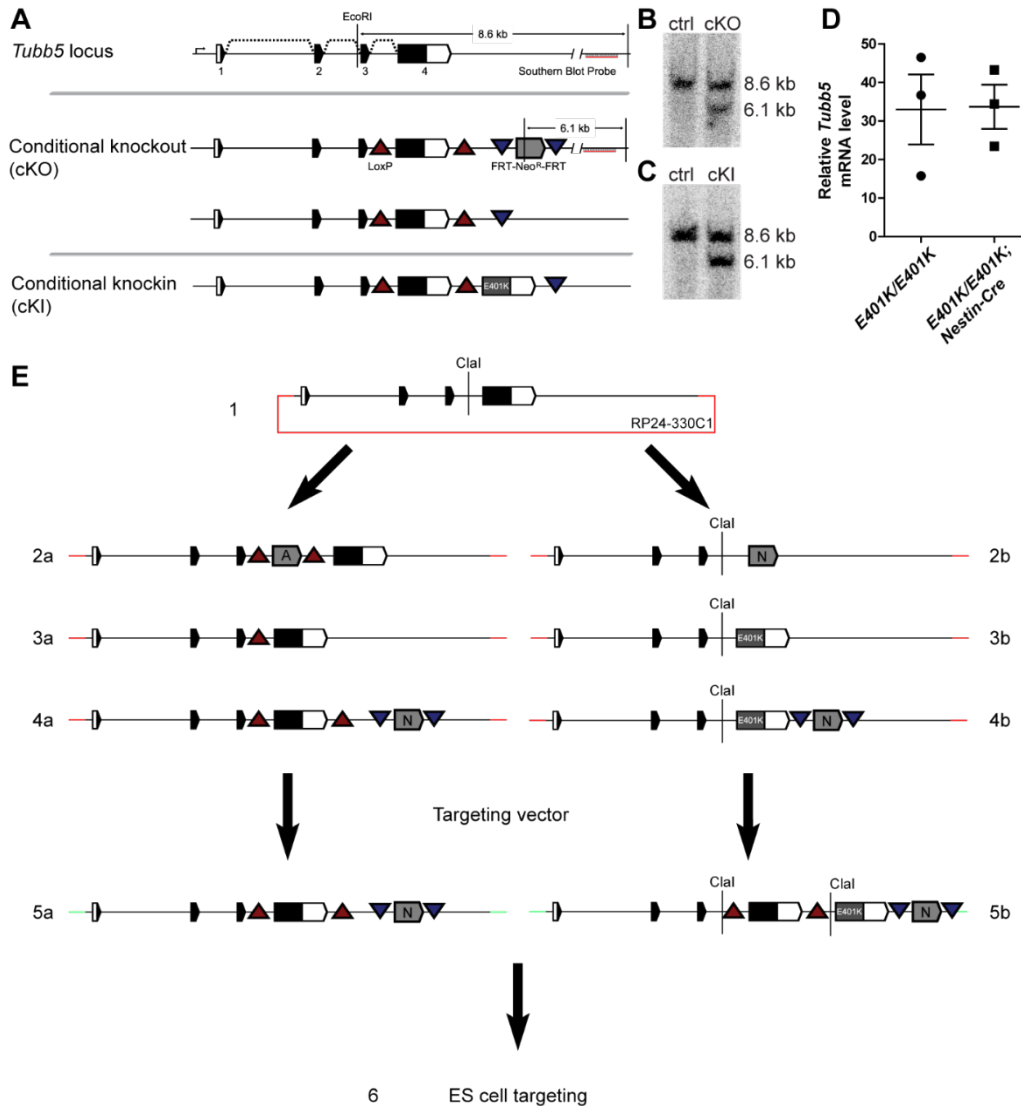 A
EcoRI
8.6 kb
Tubb5 locus
1 2 3 4
Southern Blot Probe
Conditional knockout
(cKO)
6.1 kb
LoxP
FRT-Neoᴿ-FRT
Conditional knockin
(cKI)
E401K
B
ctrl cKO
8.6 kb
6.1 kb
C
ctrl cKI
8.6 kb
6.1 kb
D
Relative Tubb5
mRNA level
50
40
30
20
10
0
E401K/E401K
E401K/E401K;
Nestin-Cre
E
ClaI
1
RP24-330C1
2a
A
ClaI
N
2b
3a
ClaI
E401K
3b
4a
N
ClaI
E401K
N
4b
Targeting vector
5a
N
ClaI
ClaI
E401K
N
5b
6 ES cell targeting